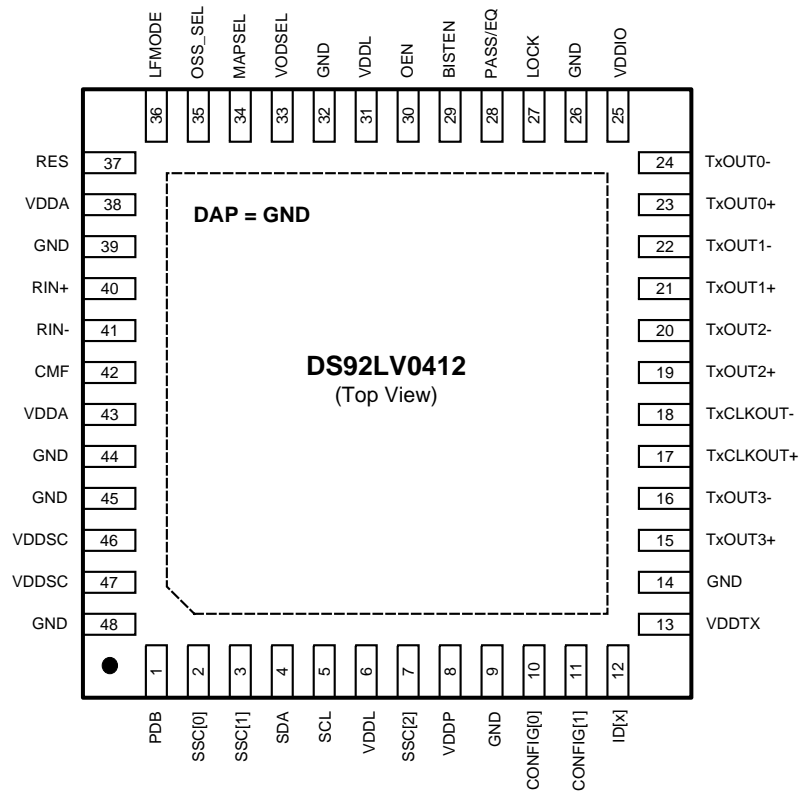 LFMODE
OSS_SEL
MAPSEL
VODSEL
GND
VDDL
OEN
BISTEN
PASS/EQ
LOCK
GND
VDDIO
36
35
34
33
32
31
30
29
28
27
26
25
RES 37
VDDA 38
GND 39
RIN+ 40
RIN- 41
CMF 42
VDDA 43
GND 44
GND 45
VDDSC 46
VDDSC 47
GND 48
DAP = GND
DS92LV0412
(Top View)
24 TxOUT0-
23 TxOUT0+
22 TxOUT1-
21 TxOUT1+
20 TxOUT2-
19 TxOUT2+
18 TxCLKOUT-
17 TxCLKOUT+
16 TxOUT3-
15 TxOUT3+
14 GND
13 VDDTX
1
2
3
4
5
6
7
8
9
10
11
12
PDB
SSC[0]
SSC[1]
SDA
SCL
VDDL
SSC[2]
VDDP
GND
CONFIG[0]
CONFIG[1]
ID[x]